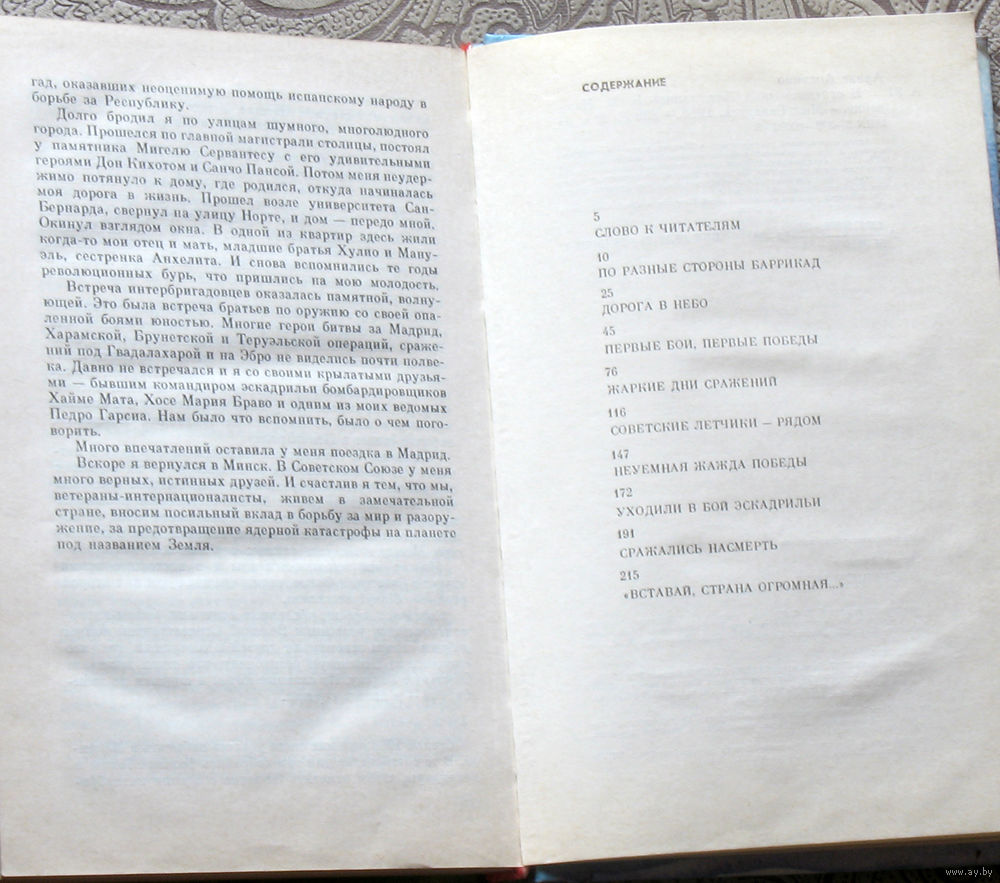 гад, оказавших неоценимую помощь испанскому народу в
борьбе за Республику.
Долго бродил я по улицам шумного, многолюдного
города. Прошелся по главной магистрали столицы, постоял
у памятника Мигелю Сервантесу с его удивительными
героями Дон Кихотом и Санчо Пансой. Потом меня неудер-
жимо потянуло к дому, где родился, откуда начиналась
моя дорога в жизнь. Прошел возле университета Сан-
Бернарда, свернул на улицу Норте, и дом — передо мной.
Окинул взглядом окна. В одной из квартир здесь жили
когда-то мои отец и мать, младшие братья Хулио и Ману-
эль, сестренка Анхелита. И снова вспомнились те годы
революционных бурь, что пришлись на мою молодость.
Встреча интербригадовцев оказалась памятной, волну-
ющей. Это была встреча братьев по оружию со своей опа-
ленной боями юностью. Многие герои битвы за Мадрид,
Харамской, Брунетской и Теруэльской операций, сраже-
ний под Гвадалахарой и на Эбро не виделись почти полве-
ка. Давно не встречался и я со своими крылатыми друзья-
ми — бывшим командиром эскадрильи бомбардировщиков
Хайме Мата, Хосе Мария Браво и одним из моих ведомых
Педро Гарсиа. Нам было что вспомнить, было о чем пого-
ворить.
Много впечатлений оставила у меня поездка в Мадрид.
Вскоре я вернулся в Минск. В Советском Союзе у меня
много верных, истинных друзей. И счастлив я тем, что мы,
ветераны-интернационалисты, живем в замечательной
стране, вносим посильный вклад в борьбу за мир и разору-
жение, за предотвращение ядерной катастрофы на планете
под названием Земля.
СОДЕРЖАНИЕ
5
СЛОВО К ЧИТАТЕЛЯМ
10
ПО РАЗНЫЕ СТОРОНЫ БАРРИКАД
25
ДОРОГА В НЕБО
45
ПЕРВЫЕ БОИ, ПЕРВЫЕ ПОБЕДЫ
76
ЖАРКИЕ ДНИ СРАЖЕНИЙ
116
СОВЕТСКИЕ ЛЕТЧИКИ — РЯДОМ
147
НЕУЕМНАЯ ЖАЖДА ПОБЕДЫ
172
УХОДИЛИ В БОЙ ЭСКАДРИЛЬИ
191
СРАЖАЛИСЬ НАСМЕРТЬ
215
«ВСТАВАЙ, СТРАНА ОГРОМНАЯ...»
www.ay.by